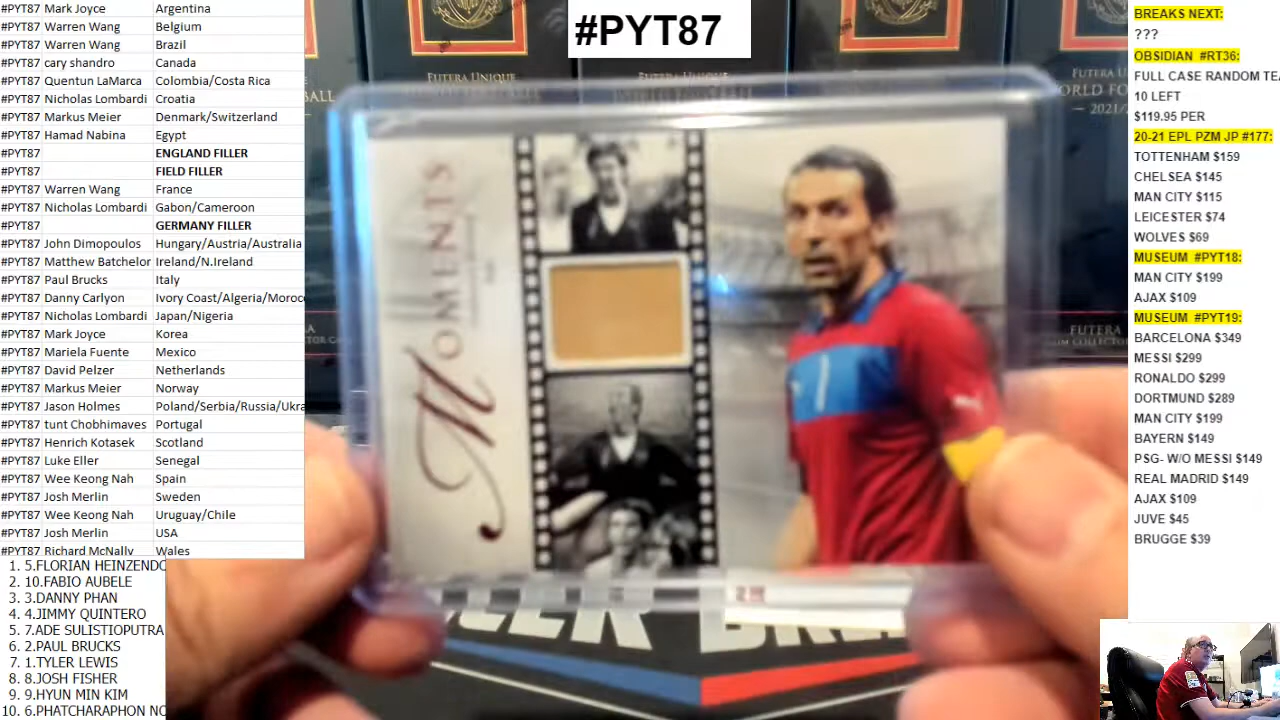 #PYT87 Mark Joyce Argentina
#PYT87 Warren Wang Belgium
#PYT87 Warren Wang Brazil
#PYT87 cary shandro Canada
#PYT87 Quentun LaMarca Colombia/Costa Rica
#PYT87 Nicholas Lombardi Croatia
#PYT87 Markus Meier Denmark/Switzerland
#PYT87 Hamad Nabina Egypt
#PYT87 ENGLAND FILLER
#PYT87 FIELD FILLER
#PYT87 Warren Wang France
#PYT87 Nicholas Lombardi Gabon/Cameroon
#PYT87 GERMANY FILLER
#PYT87 John Dimopoulos Hungary/Austria/Australia
#PYT87 Matthew Batchelor Ireland/N.Ireland
#PYT87 Paul Brucks Italy
#PYT87 Danny Carlyon Ivory Coast/Algeria/Moroc
#PYT87 Nicholas Lombardi Japan/Nigeria
#PYT87 Mark Joyce Korea
#PYT87 Mariela Fuente Mexico
#PYT87 David Pelzer Netherlands
#PYT87 Markus Meier Norway
#PYT87 Jason Holmes Poland/Serbia/Russia/Ukra
#PYT87 tunt Chobhimaves Portugal
#PYT87 Henrich Kotasek Scotland
#PYT87 Luke Eller Senegal
#PYT87 Wee Keong Nah Spain
#PYT87 Josh Merlin Sweden
#PYT87 Wee Keong Nah Uruguay/Chile
#PYT87 Josh Merlin USA
#PYT87 Richard McNally Wales
1. 5.FLORIAN HEINZENDO
2. 10.FABIO AUBELE
3. 3.DANNY PHAN
4. 4.JIMMY QUINTERO
5. 7.ADE SULISTIOPUTRA
6. 2.PAUL BRUCKS
7. 1.TYLER LEWIS
8. 8.JOSH FISHER
9. 9.HYUN MIN KIM
10. 6.PHATCHARAPHON NO
#PYT87
FUTERA UNIQUE
FUTERA UNIQUE
MOMENTS
1
BREAKS NEXT:
???
OBSIDIAN #RT36:
FULL CASE RANDOM TEA
10 LEFT
$119.95 PER
20-21 EPL PZM JP #177:
TOTTENHAM $159
CHELSEA $145
MAN CITY $115
LEICESTER $74
WOLVES $69
MUSEUM #PYT18:
MAN CITY $199
AJAX $109
MUSEUM #PYT19:
BARCELONA $349
MESSI $299
RONALDO $299
DORTMUND $289
MAN CITY $199
BAYERN $149
PSG- W/O MESSI $149
REAL MADRID $149
AJAX $109
JUVE $45
BRUGGE $39